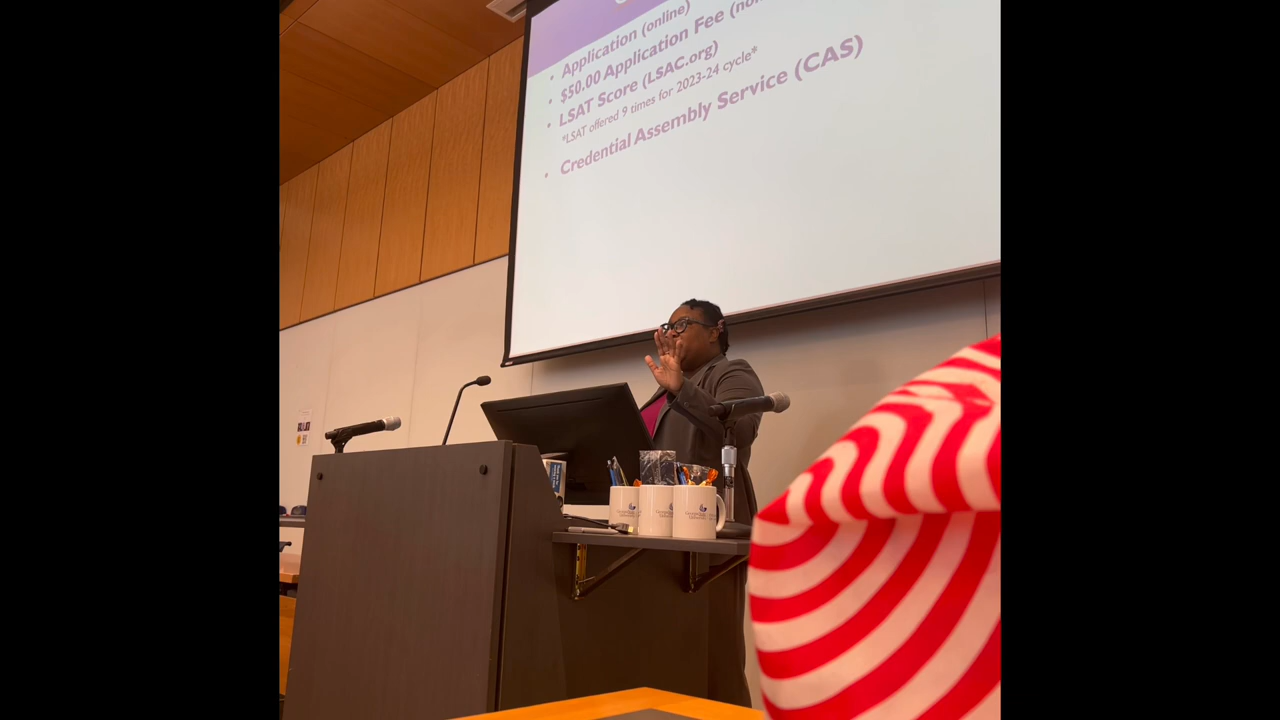 Application (online)
$50.00 Application Fee
LSAT Score (LSAC.org)
*LSAT offered 9 times for 2023-24 cycle*
Credential Assembly Service (CAS)